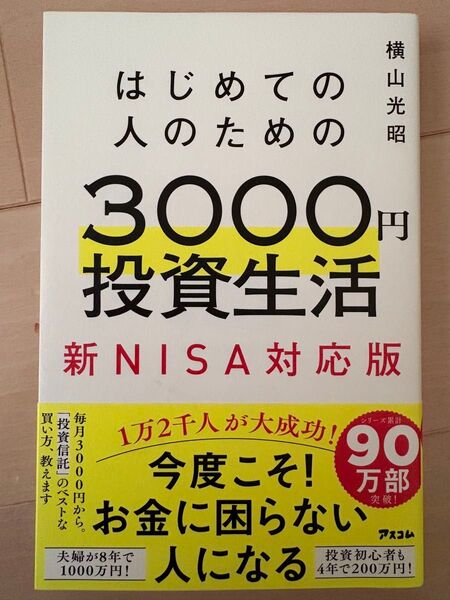 横山光昭
はじめての
人のための
3000円
投資生活
新NISA対応版
1万2千人が大成功!
シリーズ累計
90
万部
突破!
毎月3000円から。
「投資信託」のベストな
買い方、教えます
今度こそ!
お金に困らない
人になる
アスコム
夫婦が8年で
1000万円!
投資初心者も
4年で200万円!